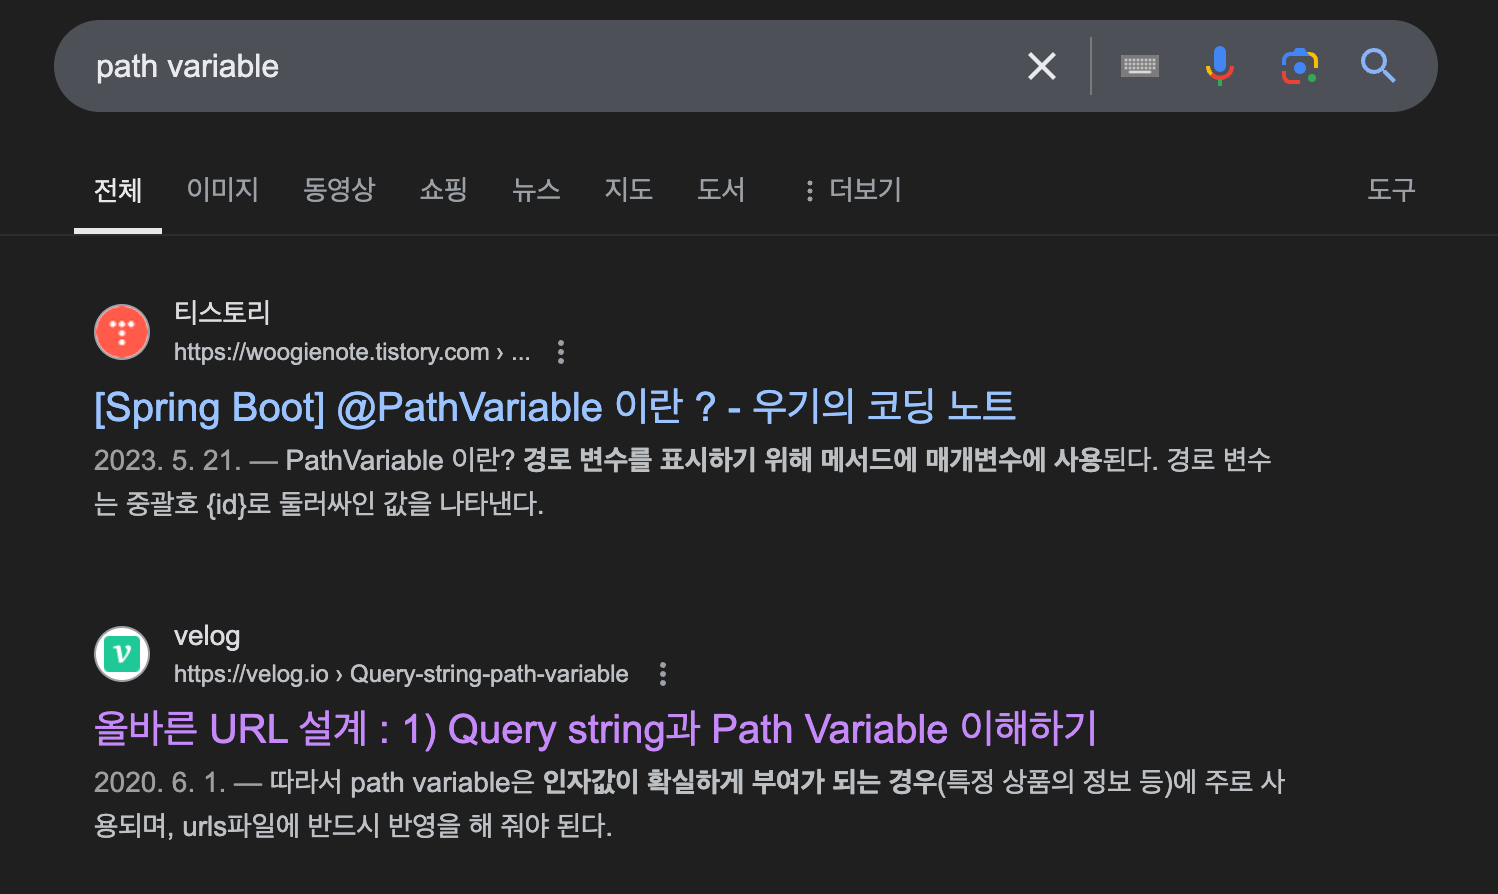 path variable
전체 이미지 동영상 쇼핑 뉴스 지도 도서 더보기 도구
티스토리
https://woogienote.tistory.com › ...
[Spring Boot] @PathVariable 이란 ? - 우기의 코딩 노트
2023. 5. 21. — PathVariable 이란? 경로 변수를 표시하기 위해 메서드에 매개변수에 사용된다. 경로 변수
는 중괄호 {id}로 둘러싸인 값을 나타낸다.
velog
https://velog.io › Query-string-path-variable
올바른 URL 설계 : 1) Query string과 Path Variable 이해하기
2020. 6. 1. — 따라서 path variable은 인자값이 확실하게 부여가 되는 경우(특정 상품의 정보 등)에 주로 사
용되며, urls파일에 반드시 반영을 해 줘야 된다.